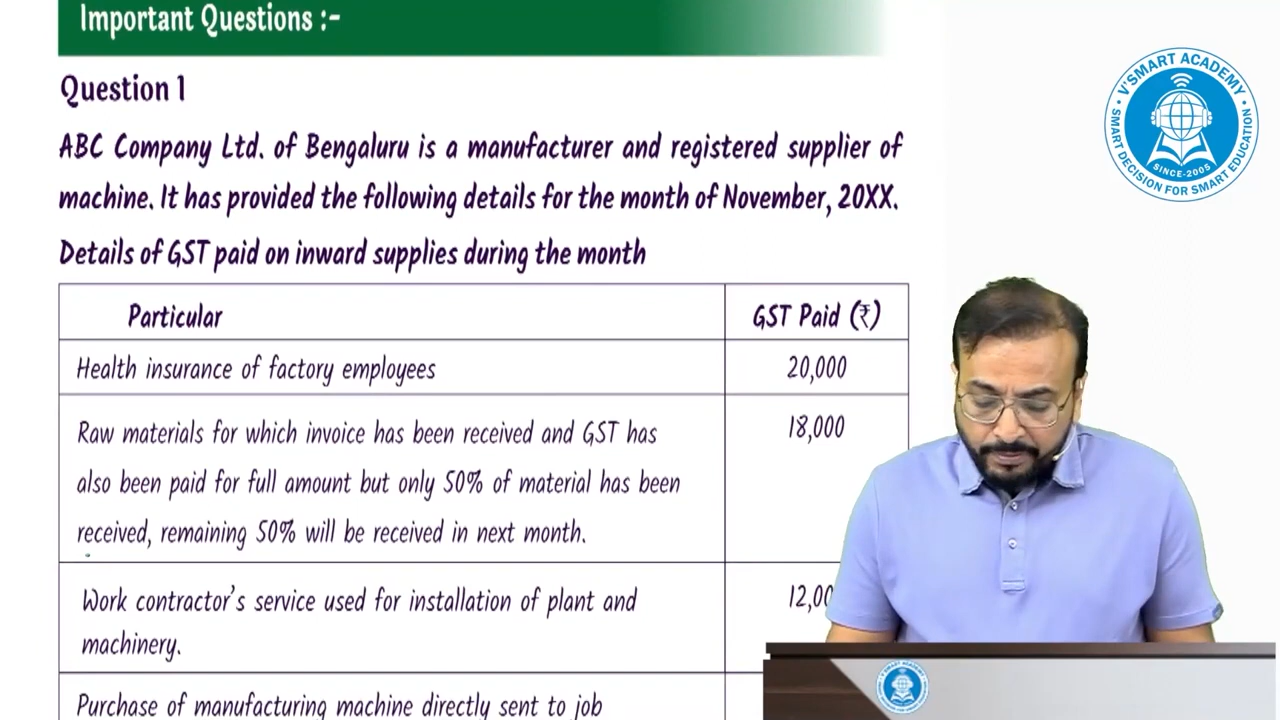 Important Questions :-
Question 1
ABC Company Ltd. of Bengaluru is a manufacturer and registered supplier of
machine. It has provided the following details for the month of November, 20XX.
Details of GST paid on inward supplies during the month
Particular
GST Paid (₹)
Health insurance of factory employees
20,000
Raw materials for which invoice has been received and GST has
18,000
also been paid for full amount but only 50% of material has been
received, remaining 50% will be received in next month.
Work contractor's service used for installation of plant and
12,00
machinery.
Purchase of manufacturing machine directly sent to job
V'SMART ACADEMY
SINCE-2005
SMART DECISION FOR SMART EDUCATION